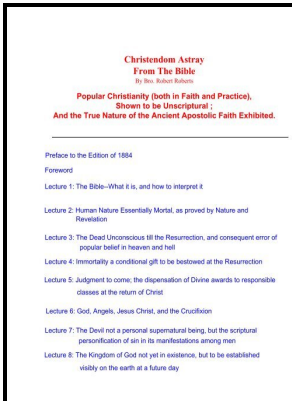 Christendom Astray
From The Bible
By Bro. Robert Roberts
Popular Christianity (both in Faith and Practice),
Shown to be Unscriptural ;
And the True Nature of the Ancient Apostolic Faith Exhibited.
Preface to the Edition of 1884
Foreword
Lecture 1: The Bible--What it is, and how to interpret it
Lecture 2: Human Nature Essentially Mortal, as proved by Nature and
Revelation
Lecture 3: The Dead Unconscious till the Resurrection, and consequent error of
popular belief in heaven and hell
Lecture 4: Immortality a conditional gift to be bestowed at the Resurrection
Lecture 5: Judgment to come; the dispensation of Divine awards to responsible
classes at the return of Christ
Lecture 6: God, Angels, Jesus Christ, and the Crucifixion
Lecture 7: The Devil not a personal supernatural being, but the scriptural
personification of sin in its manifestations among men
Lecture 8: The Kingdom of God not yet in existence, but to be established
visibly on the earth at a future day